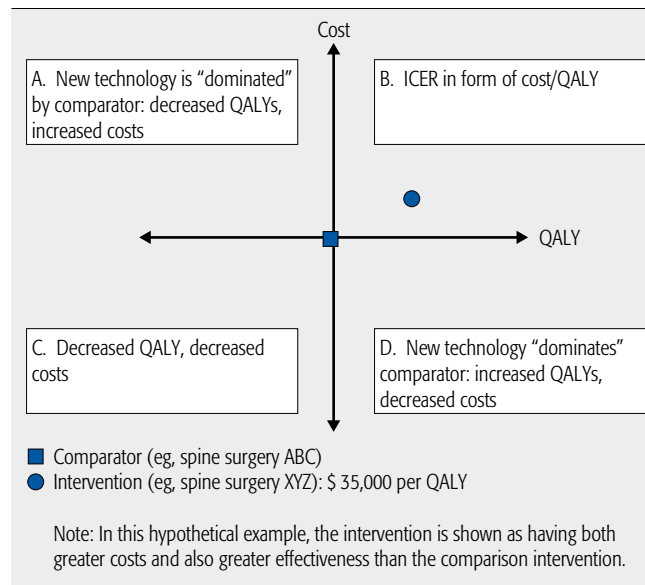 Cost
A. New technology is “dominated”
by comparator: decreased QALYs,
increased costs
B. ICER in form of cost/QALY
QALY
C. Decreased QALY, decreased
costs
D. New technology “dominates”
comparator: increased QALYs,
decreased costs
Comparator (eg, spine surgery ABC)
Intervention (eg, spine surgery XYZ): $ 35,000 per QALY
Note: In this hypothetical example, the intervention is shown as having both
greater costs and also greater effectiveness than the comparison intervention.